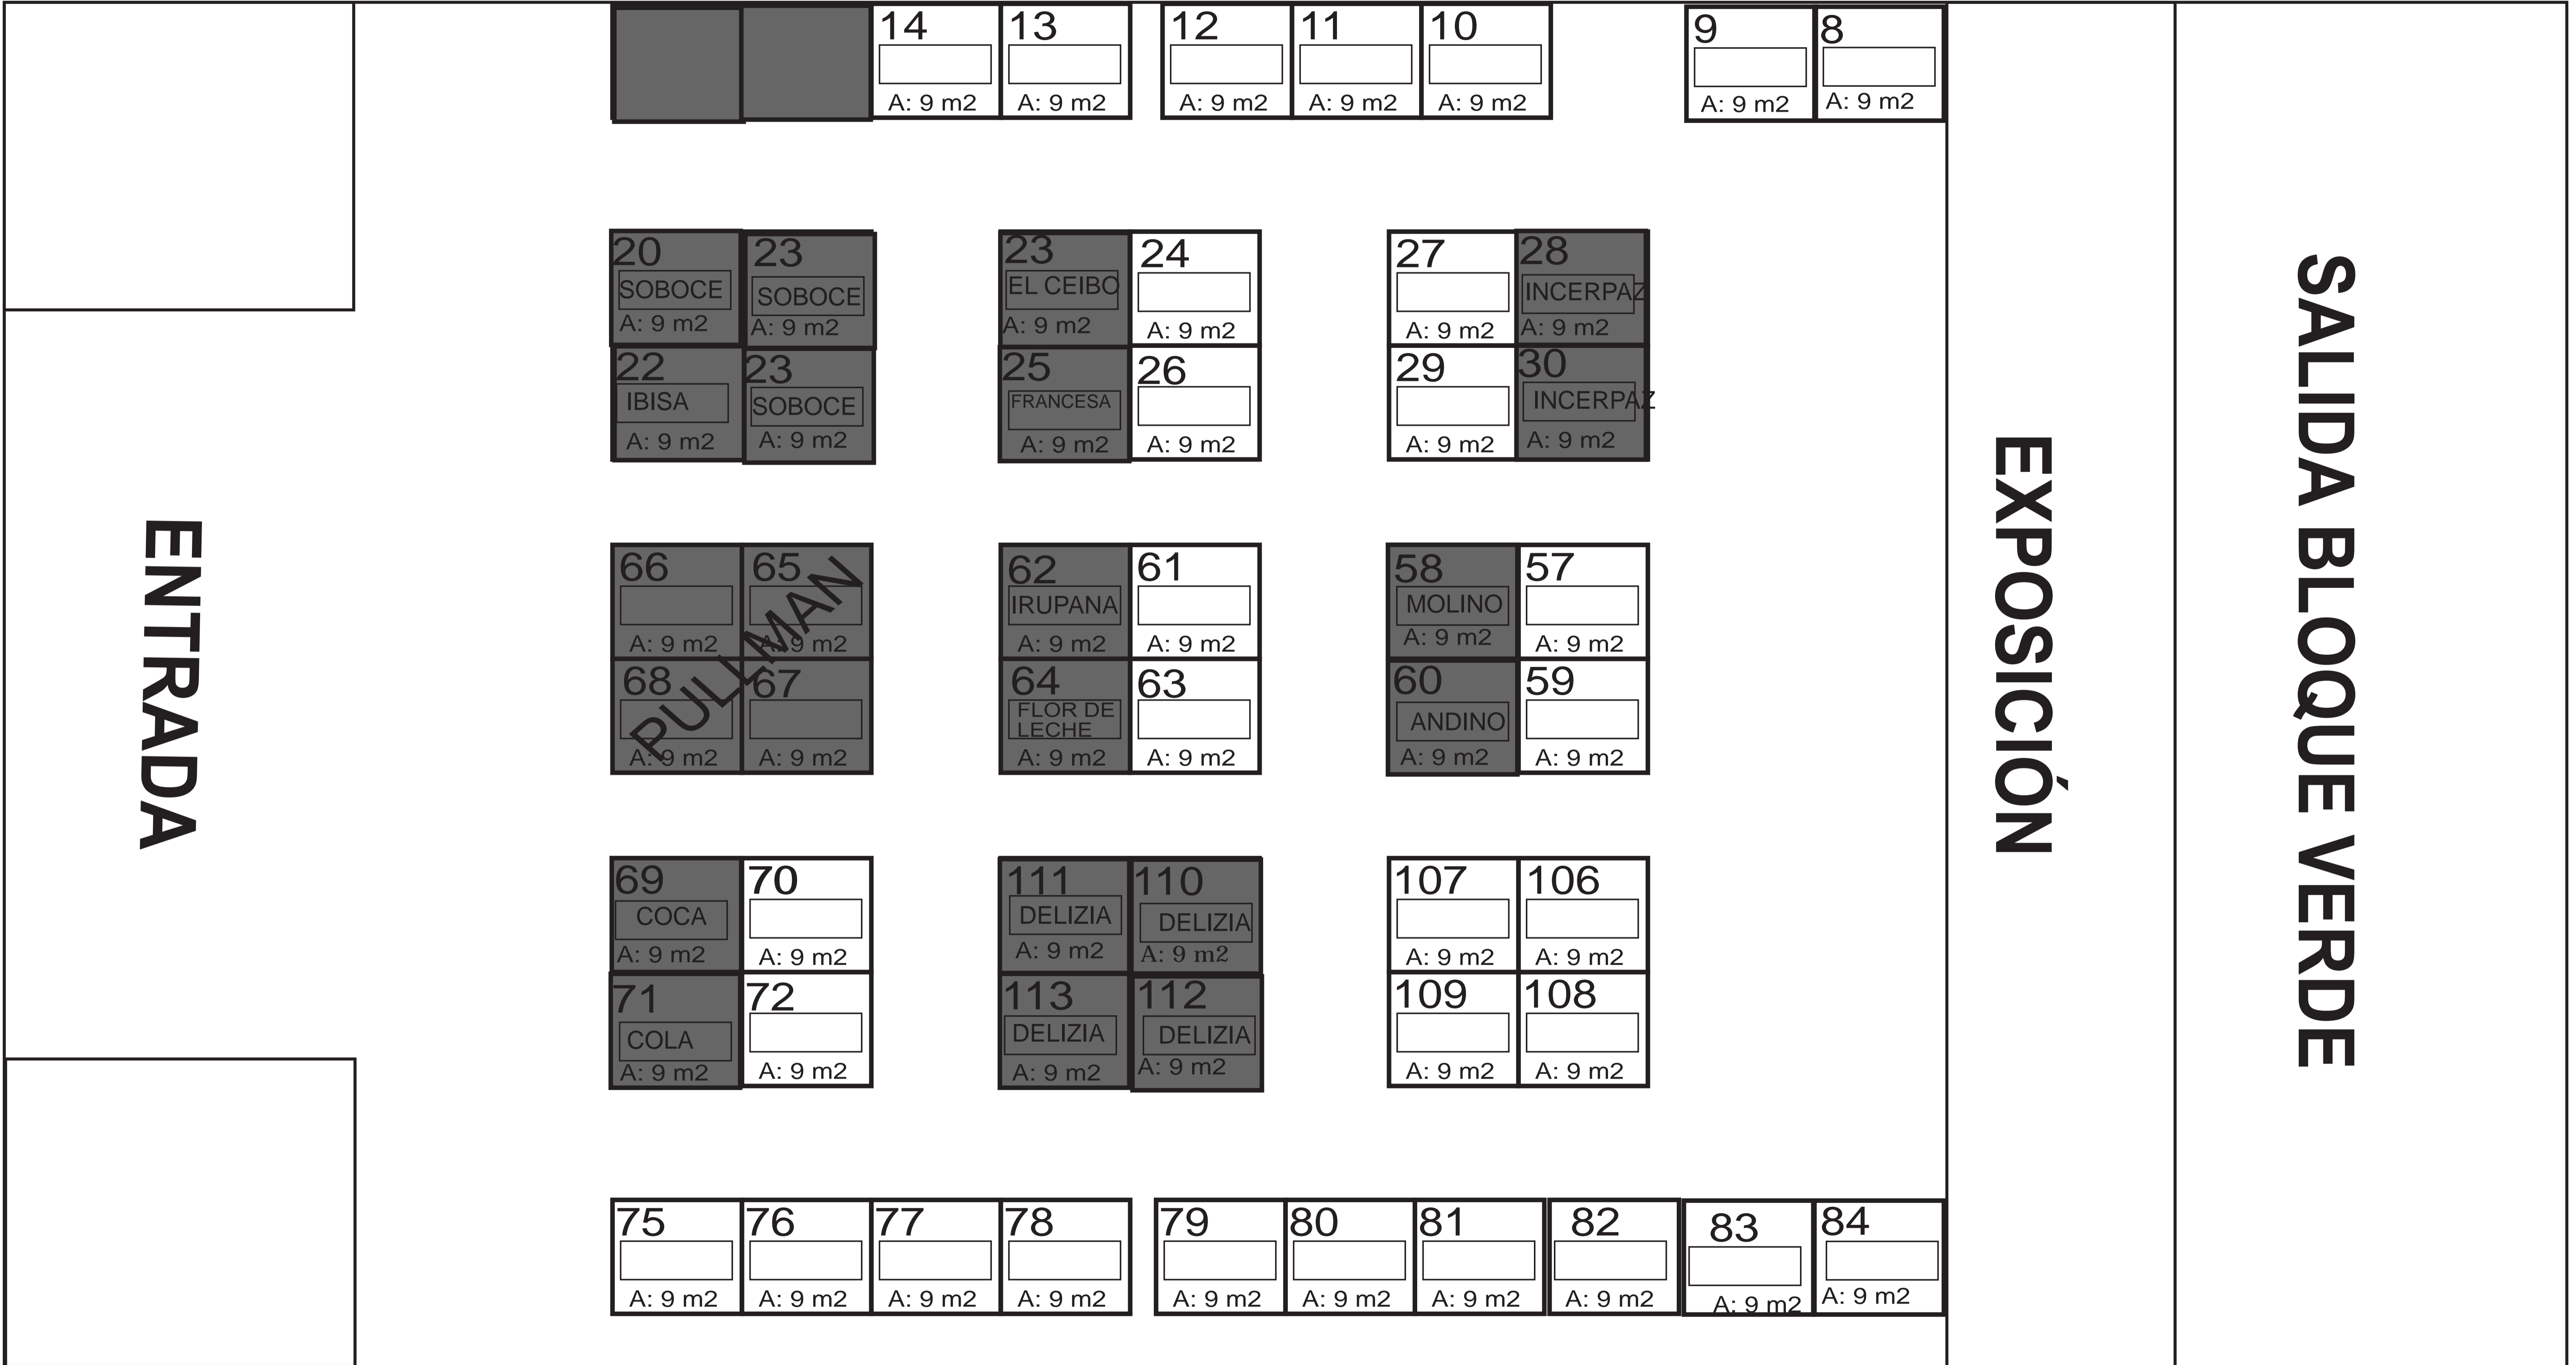 14 13 12 11 10 9 8
A: 9 m2 A: 9 m2 A: 9 m2 A: 9 m2 A: 9 m2 A: 9 m2 A: 9 m2
20 23 23 24 27 28
SOBOCE SOBOCE EL CEIBO INCERPAZ
A: 9 m2 A: 9 m2 A: 9 m2 A: 9 m2 A: 9 m2 A: 9 m2
22 23 25 26 29 30
IBISA SOBOCE FRANCESA INCERPAZ
A: 9 m2 A: 9 m2 A: 9 m2 A: 9 m2 A: 9 m2 A: 9 m2
66 65 62 61 58 57
IRUPANA MOLINO
A: 9 m2 A: 9 m2 A: 9 m2 A: 9 m2 A: 9 m2 A: 9 m2
PULLMAN
68 67 64 63 60 59
FLOR DE
LECHE
ANDINO
A: 9 m2 A: 9 m2 A: 9 m2 A: 9 m2 A: 9 m2 A: 9 m2
69 70 111 110 107 106
COCA DELIZIA DELIZIA
A: 9 m2 A: 9 m2 A: 9 m2 A: 9 m2 A: 9 m2 A: 9 m2
71 72 113 112 109 108
COLA DELIZIA DELIZIA
A: 9 m2 A: 9 m2 A: 9 m2 A: 9 m2 A: 9 m2 A: 9 m2
75 76 77 78 79 80 81 82 83 84
A: 9 m2 A: 9 m2 A: 9 m2 A: 9 m2 A: 9 m2 A: 9 m2 A: 9 m2 A: 9 m2 A: 9 m2 A: 9 m2
ENTRADA
EXPOSICIÓN
SALIDA BLOQUE VERDE